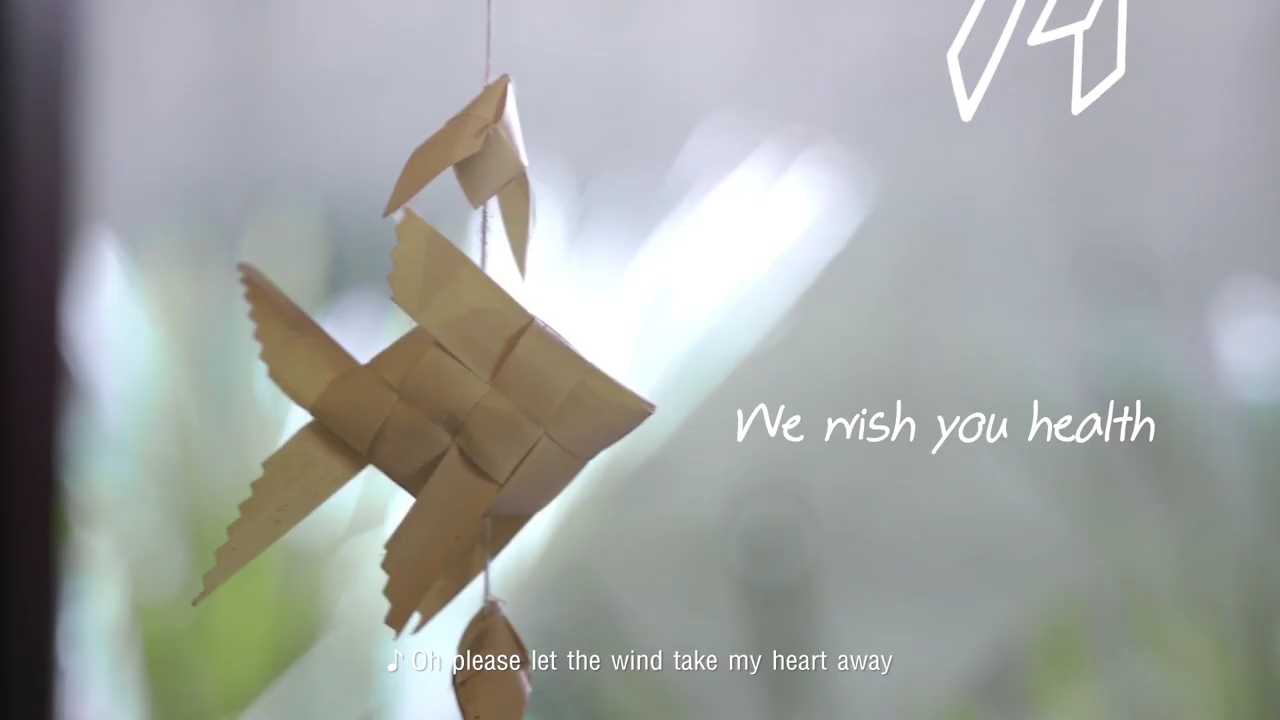 We wish you health
♪ Oh please let the wind take my heart away